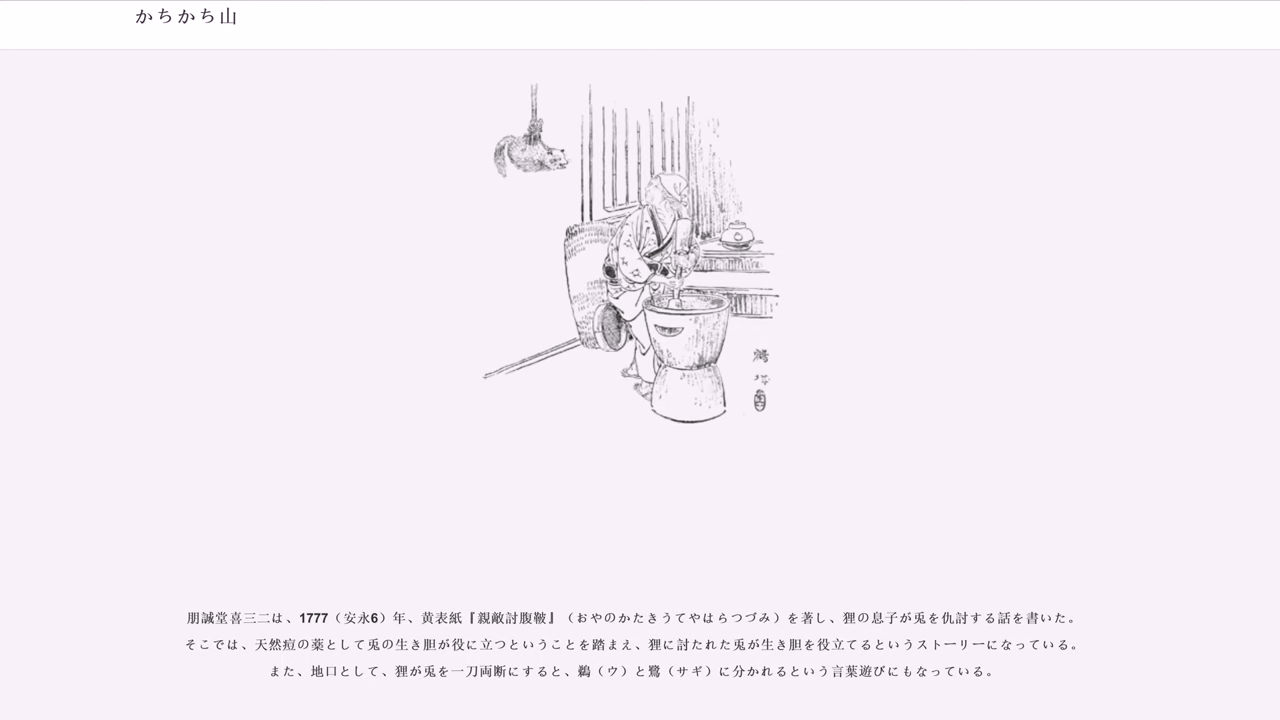 かちかち山
朋誠堂喜三二は、1777（安永6）年、黄表紙『親敵討腹鞁』（おやのかたきうてやはらつづみ）を著し、狸の息子が兎を仇討する話を書いた。
そこでは、天然痘の薬として兎の生き胆が役に立つということを踏まえ、狸に討たれた兎が生き胆を役立てるというストーリーになっている。
また、地口として、狸が兎を一刀両断にすると、鵜（ウ）と鷺（サギ）に分かれるという言葉遊びにもなっている。